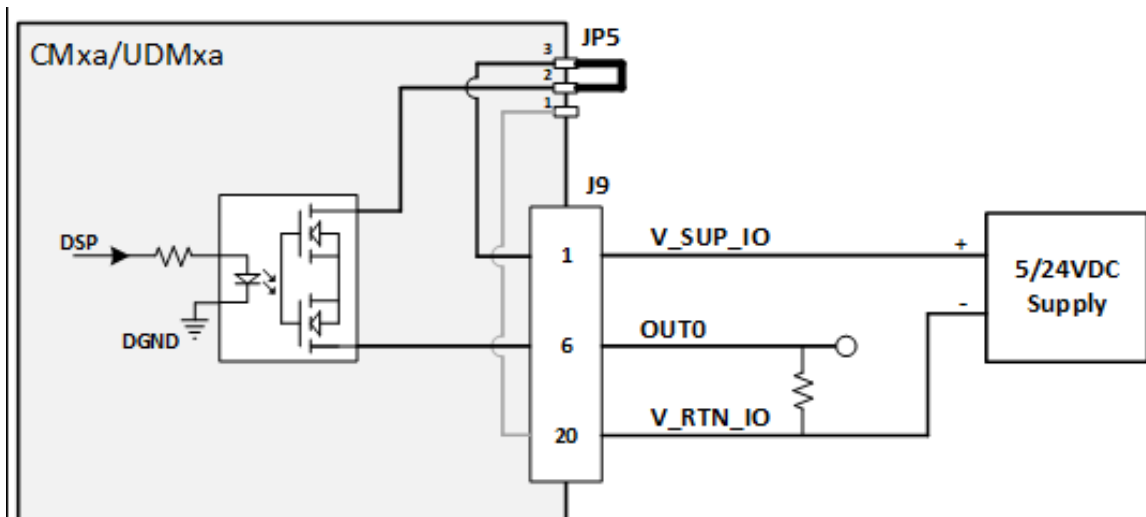 CMxa/UDMxa
JP5
3
2
1
J9
DSP
DGND
1
V_SUP_IO
+
5/24VDC
Supply
-
6
OUT0
20
V_RTN_IO